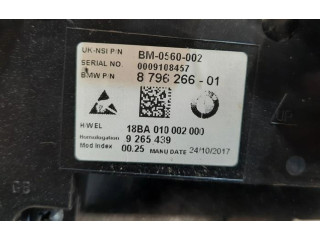 UK-NSI P/N BM-0560-002
SERIAL NO. 0009108457
BMW P/N 8 796 266 - 01
H/W EL 18BA 010 002 000
Homologation 9 265 439
Mod Index 00.25 MANU DATE 24/10/2017